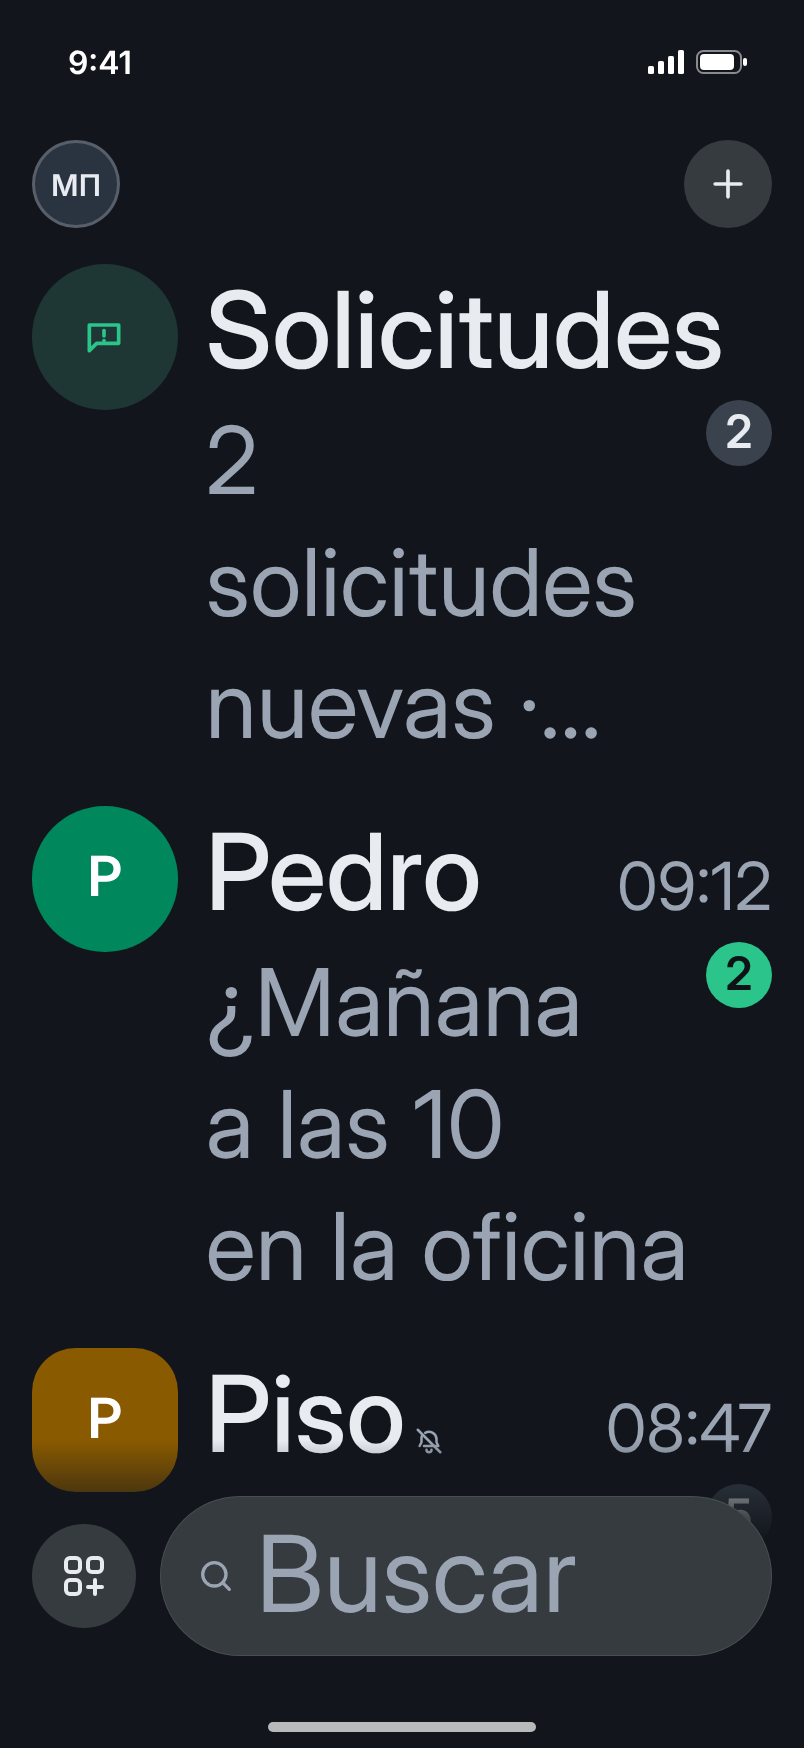 9:41
МП
Solicitudes
2
2
solicitudes
nuevas ·...
P
Pedro
09:12
¿Mañana
2
a las 10
en la oficina
P
Piso
08:47
5
Buscar